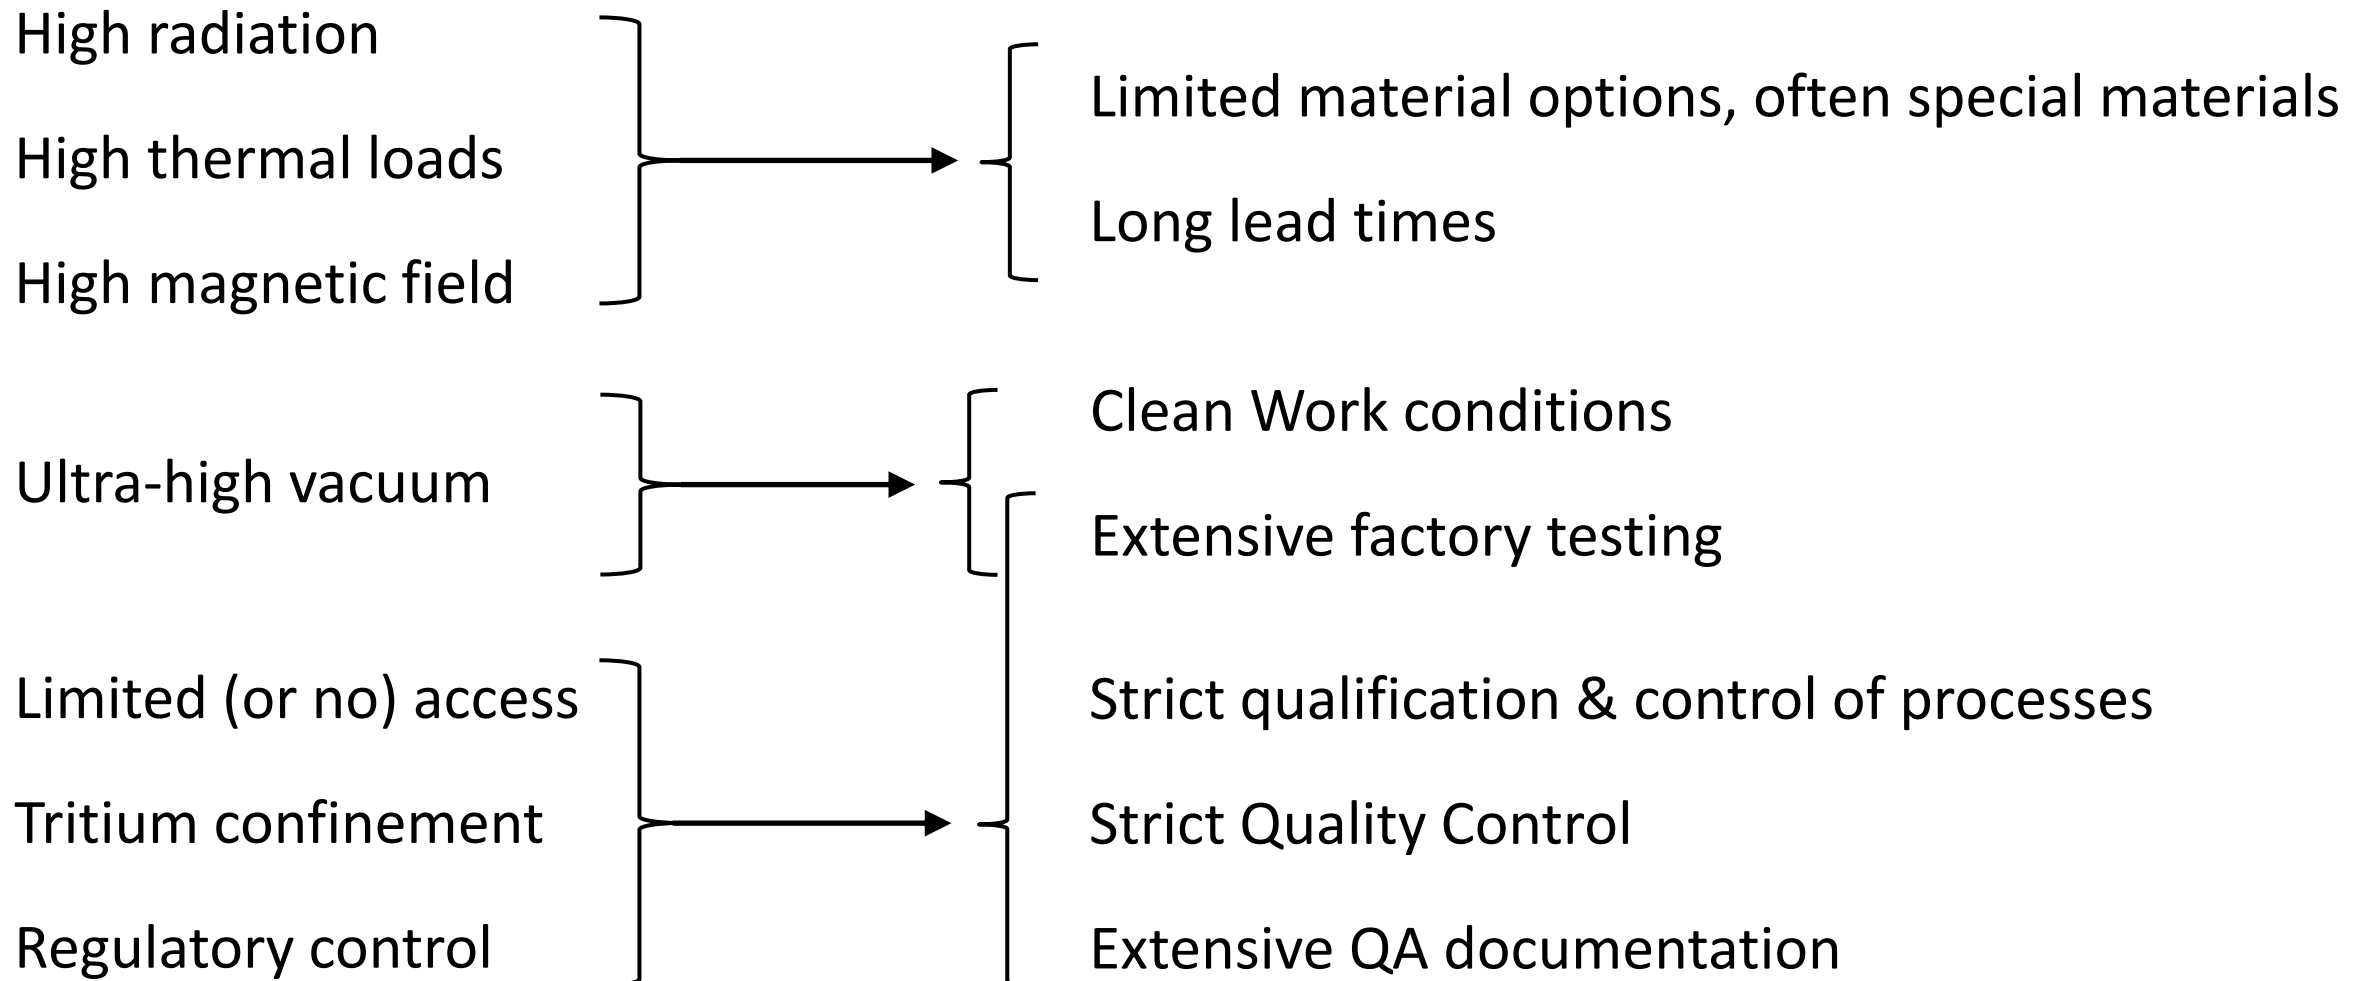 High radiation
High thermal loads
High magnetic field
Limited material options, often special materials
Long lead times
Ultra-high vacuum
Clean Work conditions
Extensive factory testing
Limited (or no) access
Tritium confinement
Regulatory control
Strict qualification & control of processes
Strict Quality Control
Extensive QA documentation